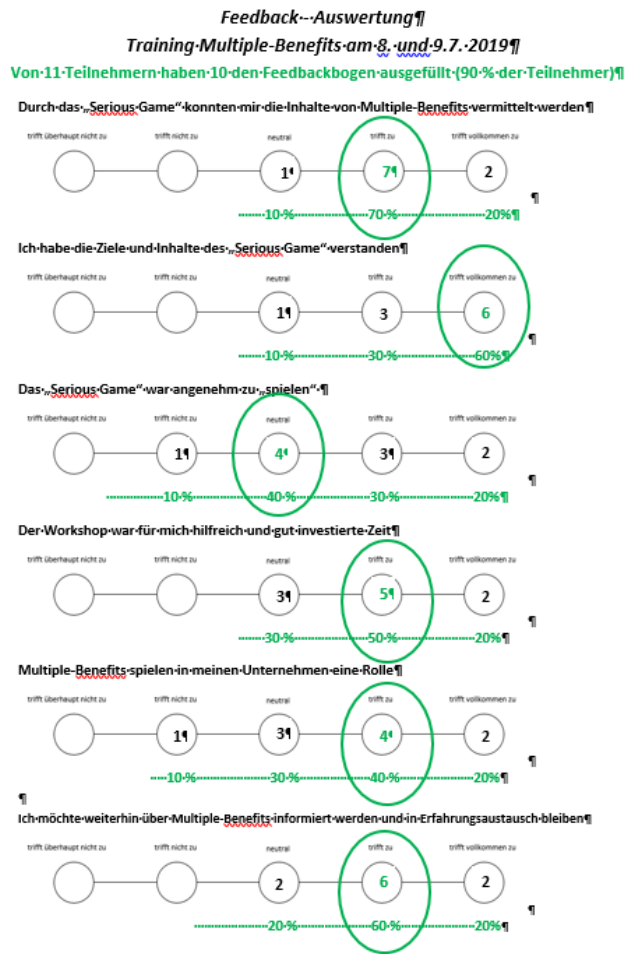 Feedback-·-Auswertung¶
Training·Multiple-Benefits·am·8.·und·9.7.·2019¶
Von·11·Teilnehmern·haben·10·den·Feedbackbogen·ausgefüllt·(90·%·der·Teilnehmer)¶
Durch·das·„Serious·Game“·konnten·mir·die·Inhalte·von·Multiple-Benefits·vermittelt·werden¶
trifft überhaupt nicht zu trifft nicht zu neutral trifft zu trifft vollkommen zu
1¶ 7¶ 2
¶
10·% 70·% 20%¶
Ich·habe·die·Ziele·und·Inhalte·des·„Serious·Game“·verstanden¶
trifft überhaupt nicht zu trifft nicht zu neutral trifft zu trifft vollkommen zu
1¶ 3 6
¶
10·% 30·% 60%¶
Das·„Serious·Game“·war·angenehm·zu·„spielen“·¶
trifft überhaupt nicht zu trifft nicht zu neutral trifft zu trifft vollkommen zu
1¶ 4¶ 3¶ 2
¶
10·% 40·% 30·% 20%¶
Der·Workshop·war·für·mich·hilfreich·und·gut·investierte·Zeit¶
trifft überhaupt nicht zu trifft nicht zu neutral trifft zu trifft vollkommen zu
3¶ 5¶ 2
¶
30·% 50·% 20%¶
Multiple-Benefits·spielen·in·meinen·Unternehmen·eine·Rolle¶
trifft überhaupt nicht zu trifft nicht zu neutral trifft zu trifft vollkommen zu
1¶ 3¶ 4¶ 2
¶
10·% 30·% 40·% 20%¶
¶
Ich·möchte·weiterhin·über·Multiple-Benefits·informiert·werden·und·in·Erfahrungsaustausch·bleiben¶
trifft überhaupt nicht zu trifft nicht zu neutral trifft zu trifft vollkommen zu
2 6 2
¶
20·% 60·% 20%¶